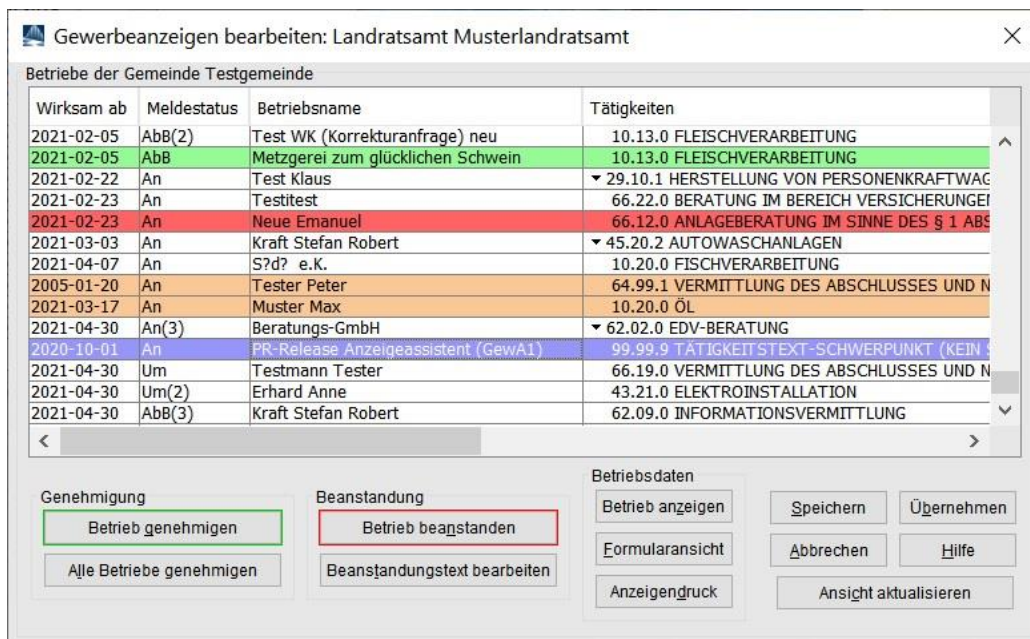 Gewerbeanzeigen bearbeiten: Landratsamt Musterlandratsamt
Betriebe der Gemeinde Testgemeinde
Wirksam ab Meldestatus Betriebsname Tätigkeiten
2021-02-05 AbB(2) Test WK (Korrekturanfrage) neu 10.13.0 FLEISCHVERARBEITUNG
2021-02-05 AbB Metzgerei zum glücklichen Schwein 10.13.0 FLEISCHVERARBEITUNG
2021-02-22 An Test Klaus 29.10.1 HERSTELLUNG VON PERSONENKRAFTWAG
2021-02-23 An Testitest 66.22.0 BERATUNG IM BEREICH VERSICHERUNGEN
2021-02-23 An Neue Emanuel 66.12.0 ANLAGEBERATUNG IM SINNE DES § 1 ABS
2021-03-03 An Kraft Stefan Robert 45.20.2 AUTOWASCHANLAGEN
2021-04-07 An S?d? e.K. 10.20.0 FISCHVERARBEITUNG
2005-01-20 An Tester Peter 64.99.1 VERMITTLUNG DES ABSCHLUSSES UND N
2021-03-17 An Muster Max 10.20.0 ÖL
2021-04-30 An(3) Beratungs-GmbH 62.02.0 EDV-BERATUNG
2020-10-01 An PR-Release Anzeigeassistent (GewA1) 99.99.9 TÄTIGKEITSTEXT-SCHWERPUNKT (KEIN S
2021-04-30 Um Testmann Tester 66.19.0 VERMITTLUNG DES ABSCHLUSSES UND N
2021-04-30 Um(2) Erhard Anne 43.21.0 ELEKTROINSTALLATION
2021-04-30 AbB(3) Kraft Stefan Robert 62.09.0 INFORMATIONSVERMITTLUNG
Genehmigung Beanstandung Betriebsdaten
Betrieb genehmigen Betrieb beanstanden Betrieb anzeigen Speichern Übernehmen
Alle Betriebe genehmigen Beanstandungstext bearbeiten Formularansicht Abbrechen Hilfe
Anzeigendruck Ansicht aktualisieren